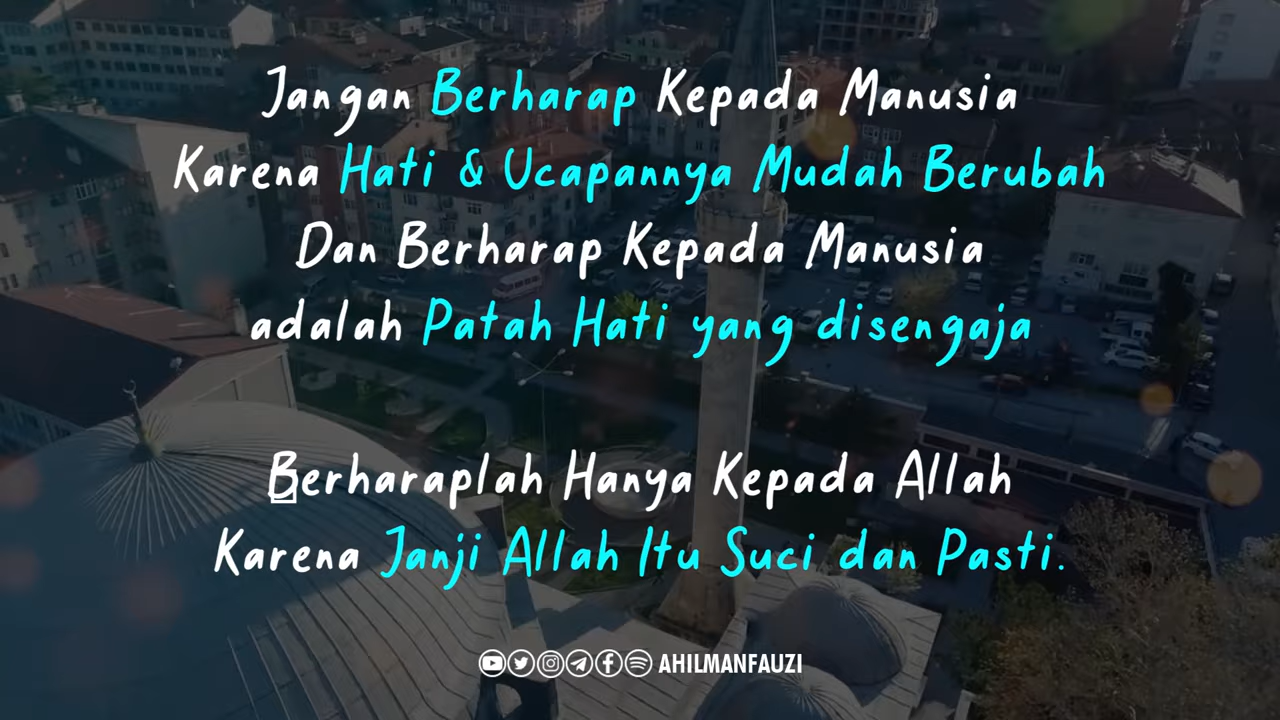 Jangan Berharap Kepada Manusia
Karena Hati & Ucapannya Mudah Berubah
Dan Berharap Kepada Manusia
adalah Patah Hati yang disengaja
Berharaplah Hanya Kepada Allah
Karena Janji Allah Itu Suci dan Pasti.
AHILMANFAUZI